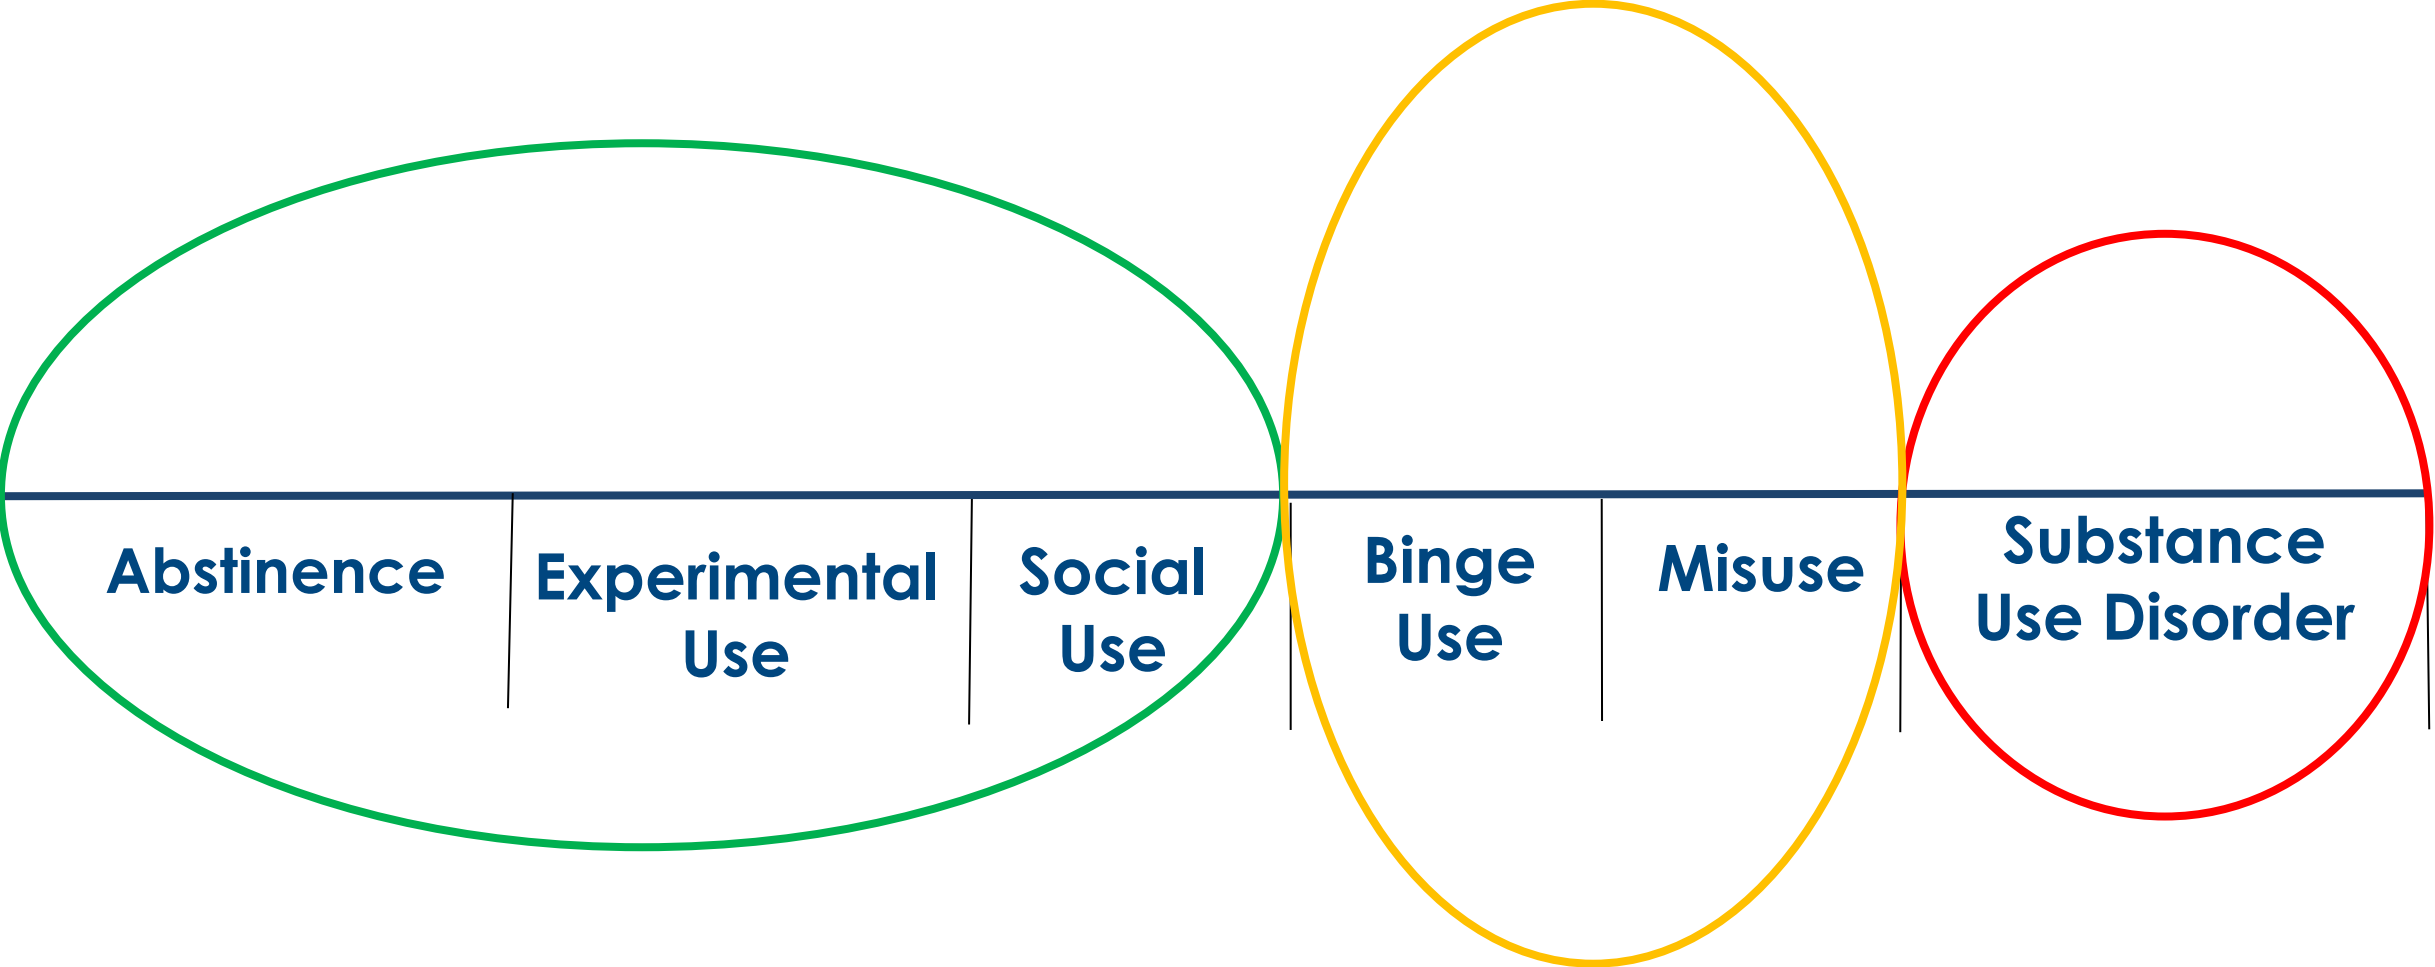 Abstinence
Experimental
Use
Social
Use
Binge
Use
Misuse
Substance
Use Disorder